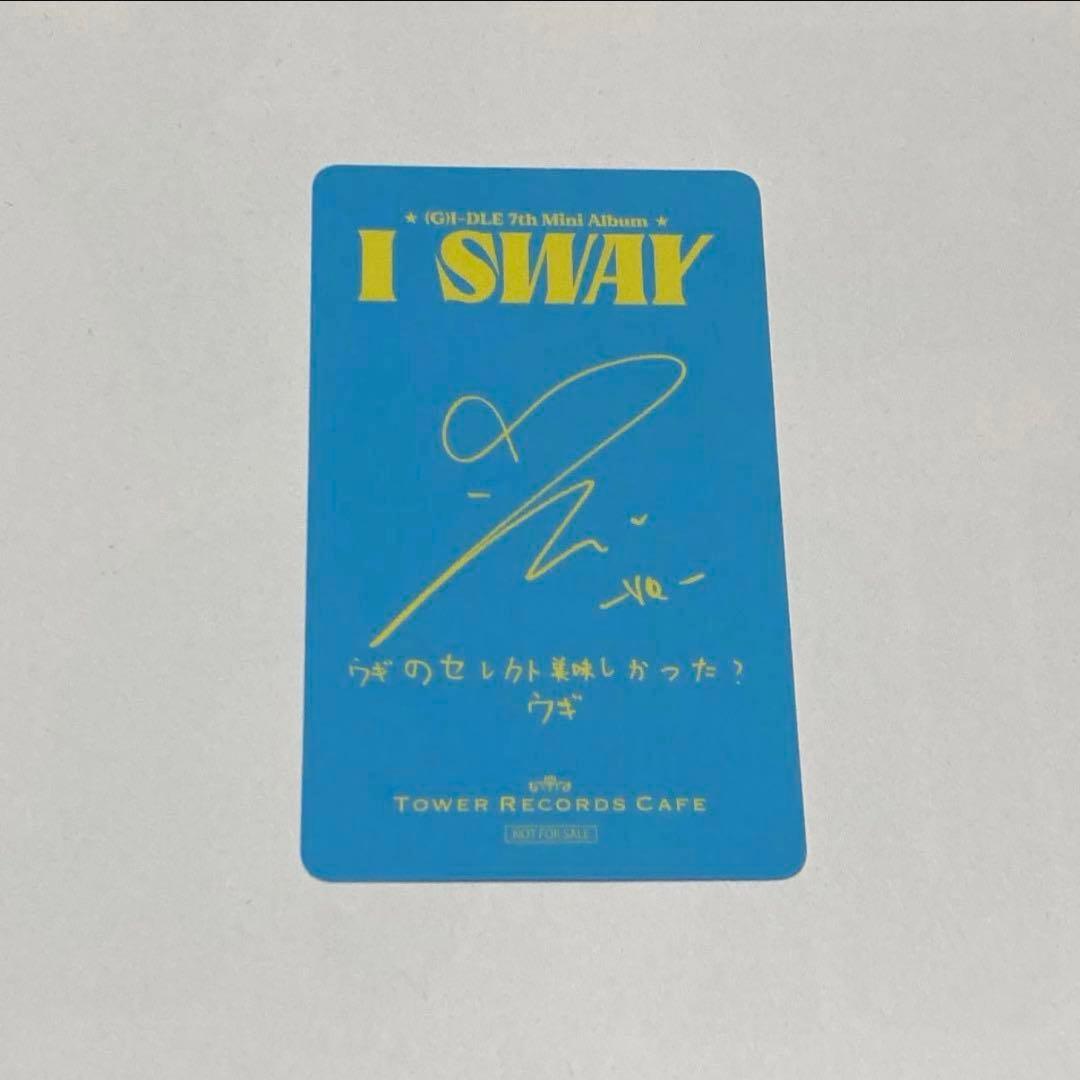 ★ (G)I-DLE 7th Mini Album ★
I SWAY
-YQ-
ウギのセレクト美味しかった?
ウギ
TOWER RECORDS CAFE
NOT FOR SALE